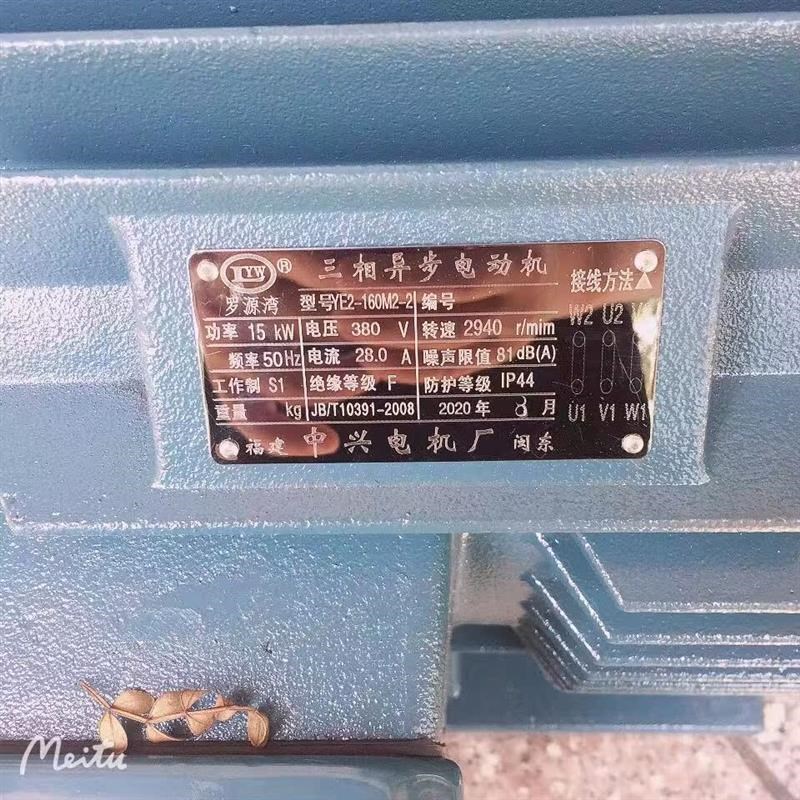 LYW ® 三相异步电动机 接线方法 △
罗源湾 型号YE2-160M2-2 编号
W2 U2
功率 15 kW 电压 380 V 转速 2940 r/mim
频率 50Hz 电流 28.0 A 噪声限值 81dB(A)
工作制 S1 绝缘等级 F 防护等级 IP44
重量 kg JB/T10391-2008 2020年 8月
U1 V1 W1
福建 中兴电机厂 闽东
Meitu